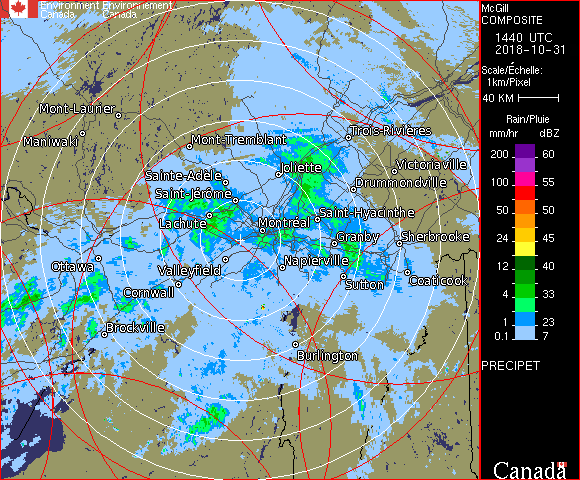 Environment Environnement
Canada Canada
McGill
COMPOSITE
1440 UTC
2018-10-31
Scale/Échelle:
1km/Pixel
40 KM
Rain/Pluie
mm/hr dBZ
200 60
100 55
50 50
24 45
12 40
4 33
1 23
0.1 7
PRECIPET
Canada
Mont-Laurier
Maniwaki
Mont-Tremblant
Trois-Rivières
Sainte-Adèle
Joliette
Victoriaville
Saint-Jérôme
Drummondville
Lachute
Montréal
Saint-Hyacinthe
Granby
Sherbrooke
Ottawa
Valleyfield
Napierville
Cornwall
Sutton
Coaticook
Brockville
Burlington